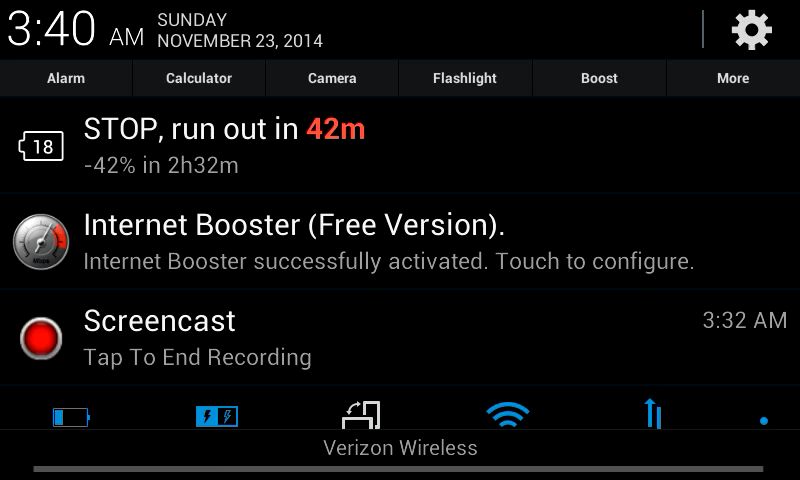 3:40 AM
SUNDAY
NOVEMBER 23, 2014
Alarm Calculator Camera Flashlight Boost More
18
STOP, run out in 42m
-42% in 2h32m
Internet Booster (Free Version).
Internet Booster successfully activated. Touch to configure.
Screencast 3:32 AM
Tap To End Recording
Verizon Wireless